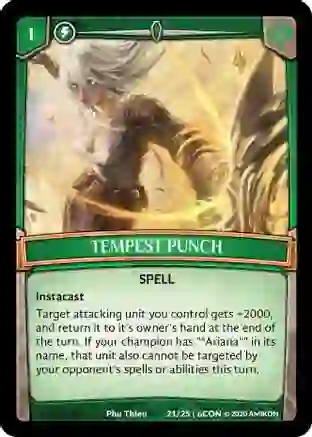 1
TEMPEST PUNCH
SPELL
Instacast
Target attacking unit you control gets +2000,
and return it to it's owner's hand at the end of
the turn. If your champion has "“Ariana”" in
its name, that unit also cannot be targeted by
your opponent's spells or abilities this turn.
Phu Thieu 21/25 | 6CON © 2020 AMIKON